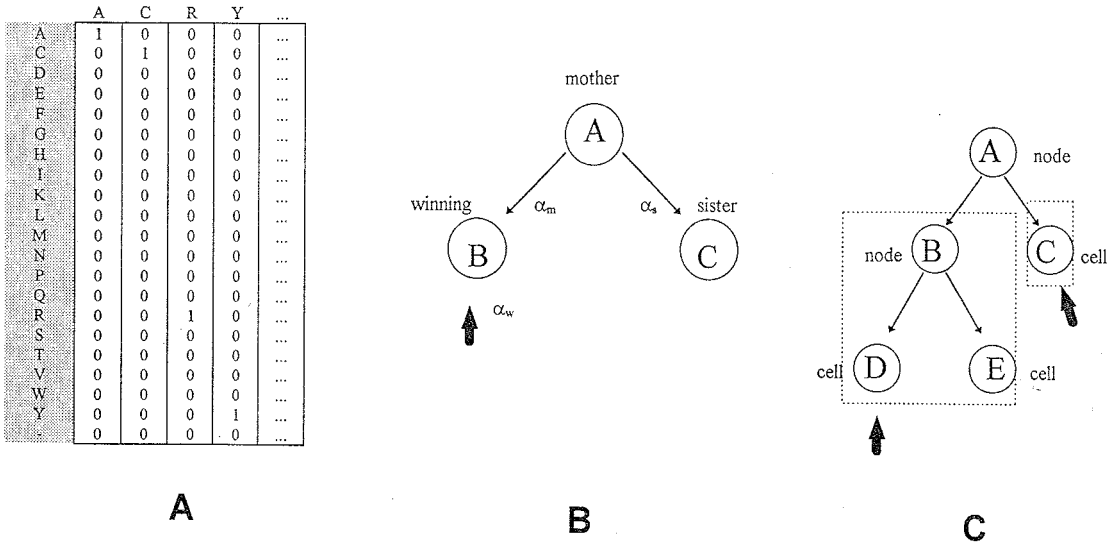 A C R Y ...
A 1 0 0 0 ...
C 0 1 0 0 ...
D 0 0 0 0 ...
E 0 0 0 0 ...
F 0 0 0 0 ...
G 0 0 0 0 ...
H 0 0 0 0 ...
I 0 0 0 0 ...
K 0 0 0 0 ...
L 0 0 0 0 ...
M 0 0 0 0 ...
N 0 0 0 0 ...
P 0 0 0 0 ...
Q 0 0 0 0 ...
R 0 0 1 0 ...
S 0 0 0 0 ...
T 0 0 0 0 ...
V 0 0 0 0 ...
W 0 0 0 0 ...
Y 0 0 0 1 ...
- 0 0 0 0 ...
A
mother
A
winning αm αs sister
B C
αw
B
A node
node B C cell
cell D E cell
C